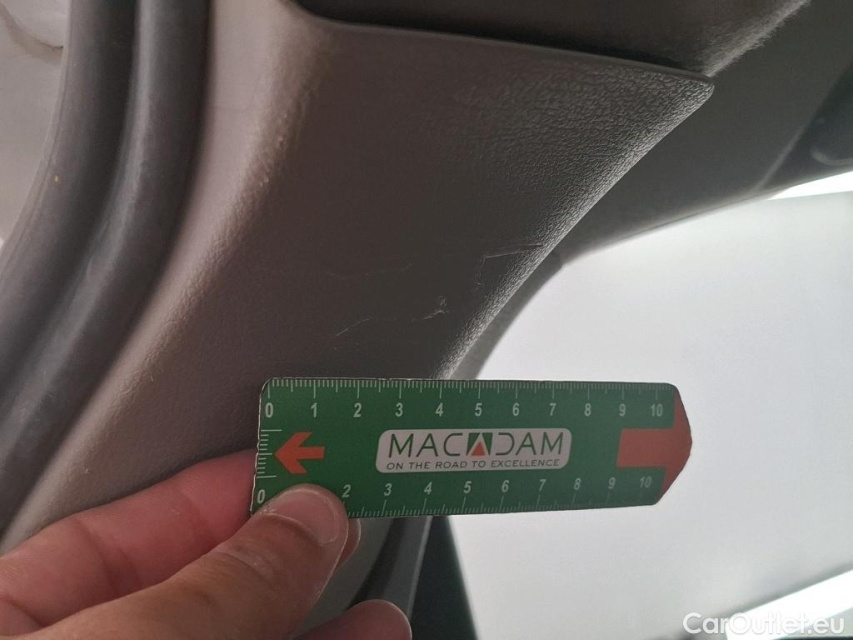 0 1 2 3 4 5 6 7 8 9 10
MACADAM
ON THE ROAD TO EXCELLENCE
0 2 3 4 5 6 7 8 9 10
CarOutlet.eu